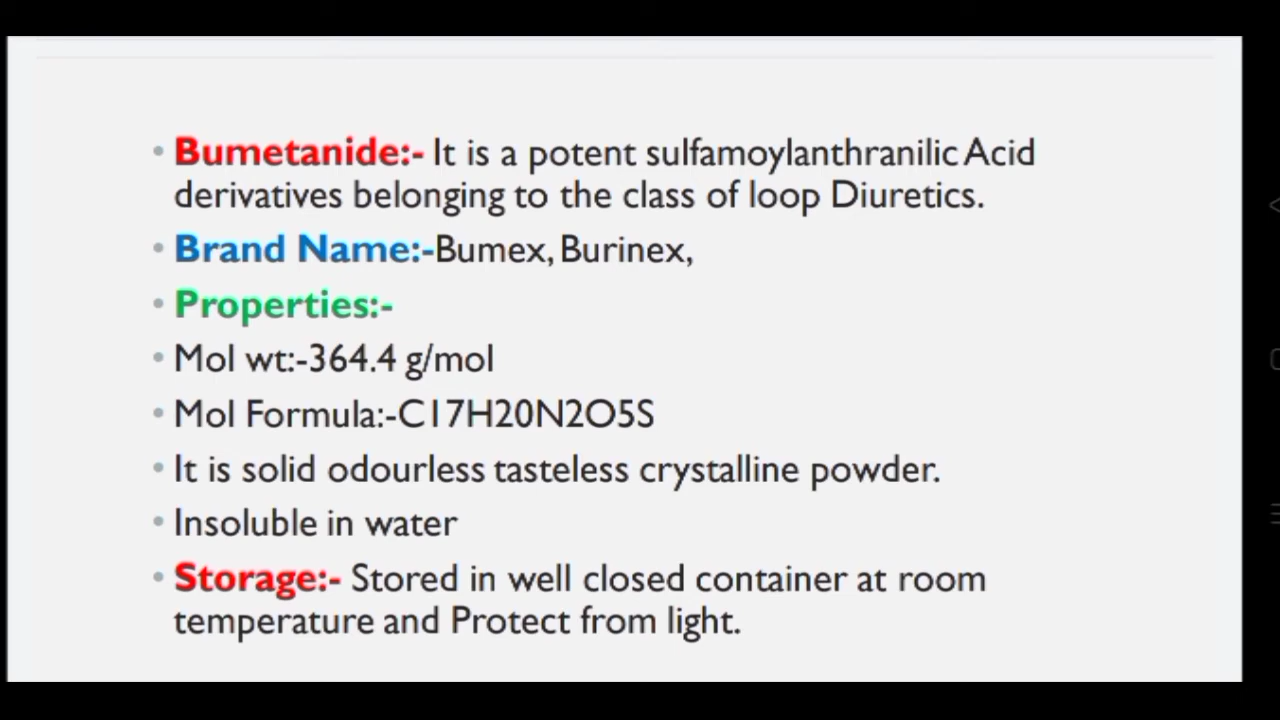 • Bumetanide:- It is a potent sulfamoylanthranilic Acid
derivatives belonging to the class of loop Diuretics.
• Brand Name:-Bumex, Burinex,
• Properties:-
• Mol wt:-364.4 g/mol
• Mol Formula:-C17H20N2O5S
• It is solid odourless tasteless crystalline powder.
• Insoluble in water
• Storage:- Stored in well closed container at room
temperature and Protect from light.